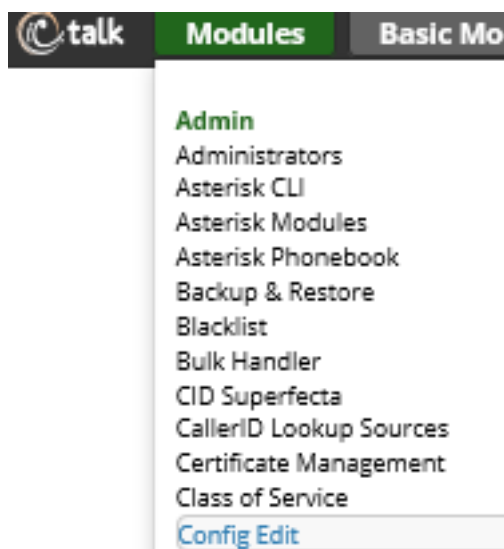 talk Modules Basic Mo
Admin
Administrators
Asterisk CLI
Asterisk Modules
Asterisk Phonebook
Backup & Restore
Blacklist
Bulk Handler
CID Superfecta
CallerID Lookup Sources
Certificate Management
Class of Service
Config Edit